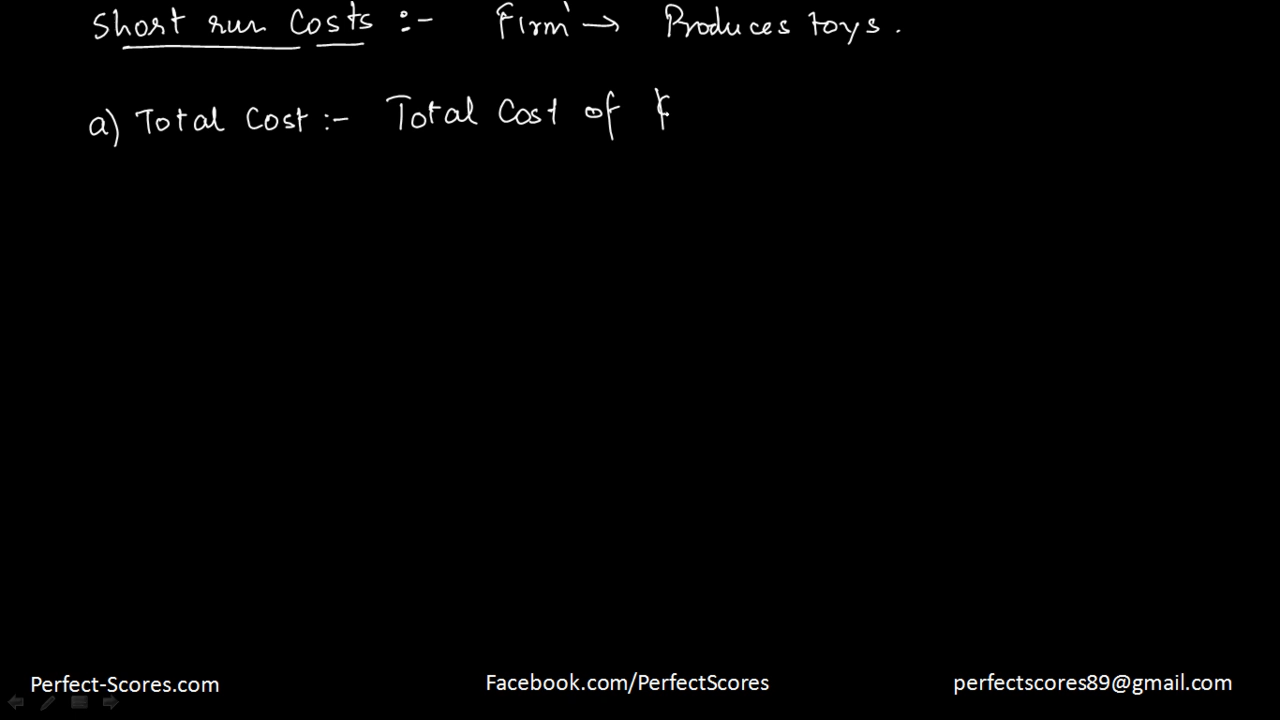 Short run Costs :- Firm → Produces toys.
a) Total Cost :- Total Cost of
Perfect-Scores.com
Facebook.com/PerfectScores
perfectscores89@gmail.com